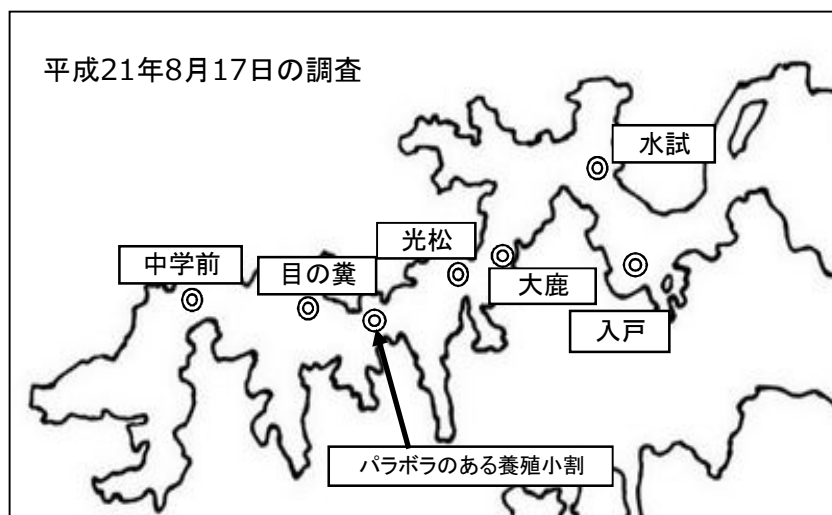 平成21年8月17日の調査
水試
光松
中学前
目の糞
大鹿
入戸
パラボラのある養殖小割